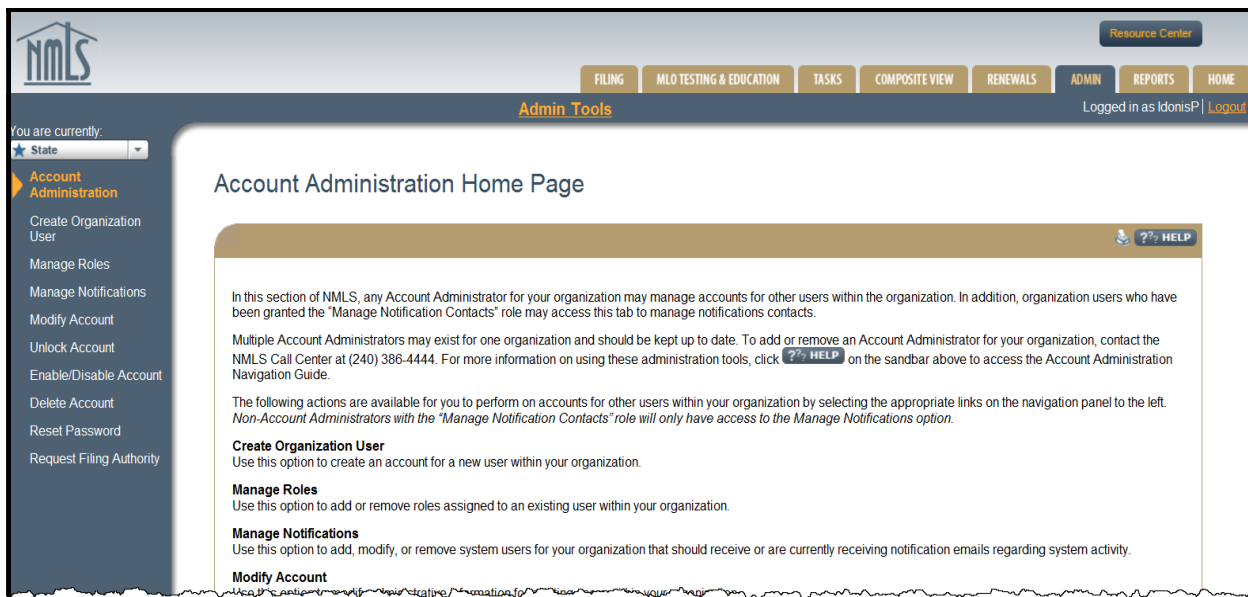 NMLS
Resource Center
FILING
MLO TESTING & EDUCATION
TASKS
COMPOSITE VIEW
RENEWALS
ADMIN
REPORTS
HOME
Admin Tools
Logged in as IdonisP | Logout
You are currently:
State
Account
Administration
Create Organization
User
Manage Roles
Manage Notifications
Modify Account
Unlock Account
Enable/Disable Account
Delete Account
Reset Password
Request Filing Authority
Account Administration Home Page
??? HELP
In this section of NMLS, any Account Administrator for your organization may manage accounts for other users within the organization. In addition, organization users who have
been granted the "Manage Notification Contacts" role may access this tab to manage notifications contacts.
Multiple Account Administrators may exist for one organization and should be kept up to date. To add or remove an Account Administrator for your organization, contact the
NMLS Call Center at (240) 386-4444. For more information on using these administration tools, click ??? HELP on the sandbar above to access the Account Administration
Navigation Guide.
The following actions are available for you to perform on accounts for other users within your organization by selecting the appropriate links on the navigation panel to the left.
Non-Account Administrators with the "Manage Notification Contacts" role will only have access to the Manage Notifications option.
Create Organization User
Use this option to create an account for a new user within your organization.
Manage Roles
Use this option to add or remove roles assigned to an existing user within your organization.
Manage Notifications
Use this option to add, modify, or remove system users for your organization that should receive or are currently receiving notification emails regarding system activity.
Modify Account